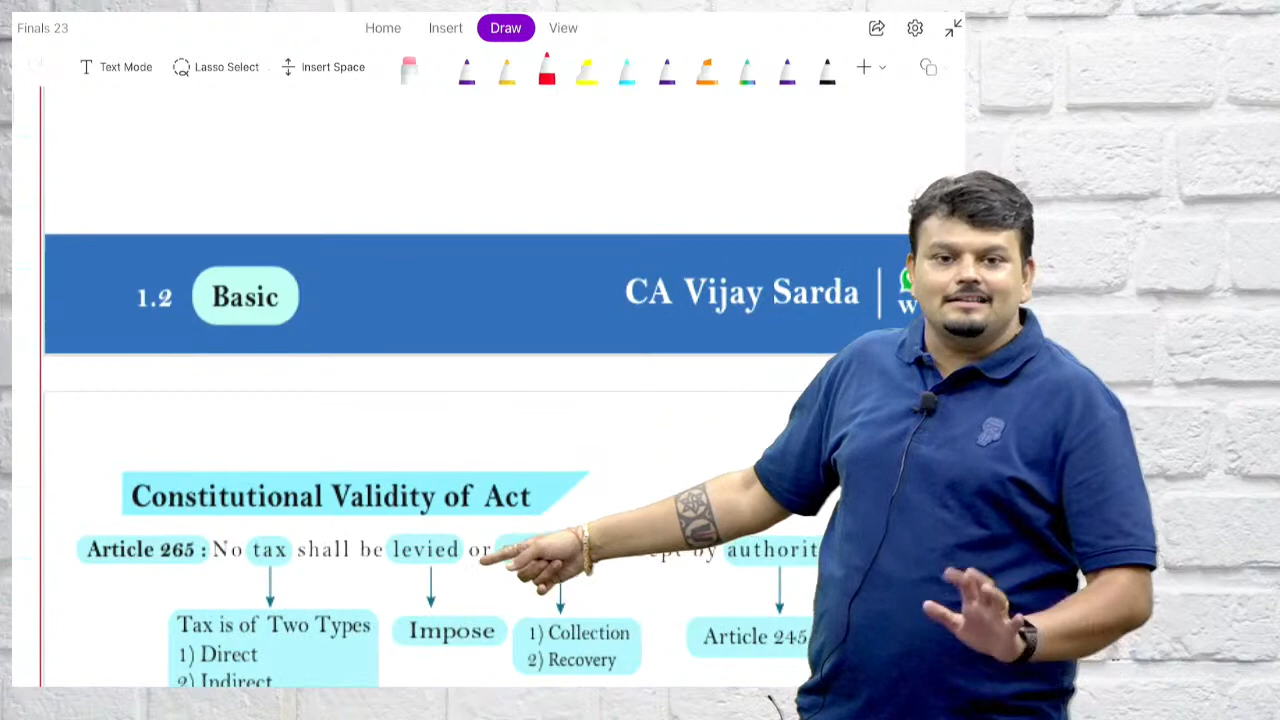 Finals 23
Home Insert Draw View
Text Mode Lasso Select Insert Space
1.2 Basic CA Vijay Sarda
Constitutional Validity of Act
Article 265 : No tax shall be levied or by
Tax is of Two Types
1) Direct
2) Indirect
Impose
1) Collection
2) Recovery
Article 245